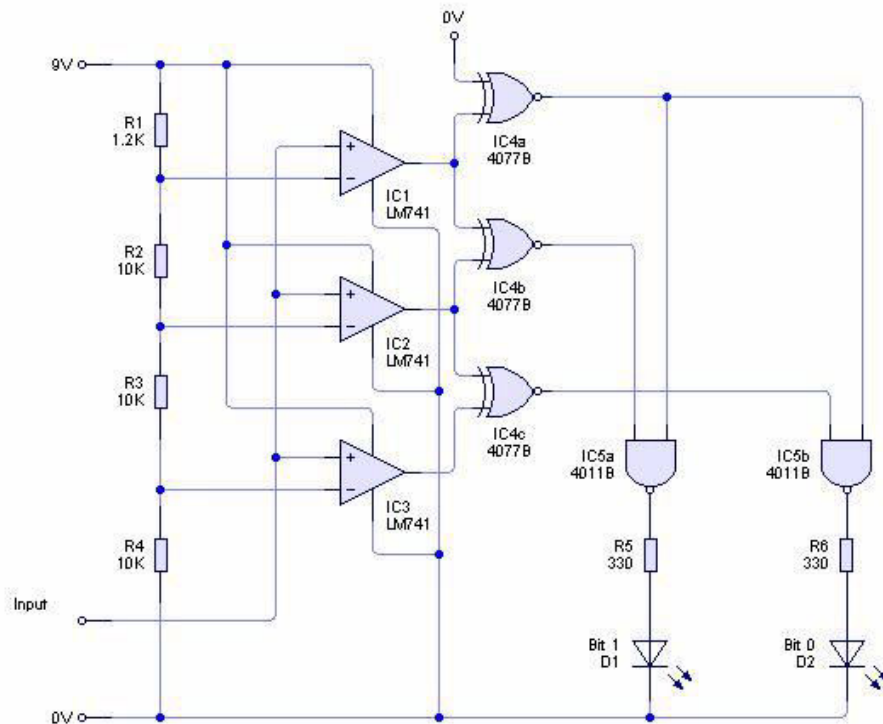 0V
9V
R1
1.2K
IC4a
4077B
IC1
LM741
R2
10K
IC4b
4077B
IC2
LM741
R3
10K
IC4c
4077B
IC5a
4011B
IC5b
4011B
IC3
LM741
R4
10K
R5
330
R6
330
Input
Bit 1
D1
Bit 0
D2
0V